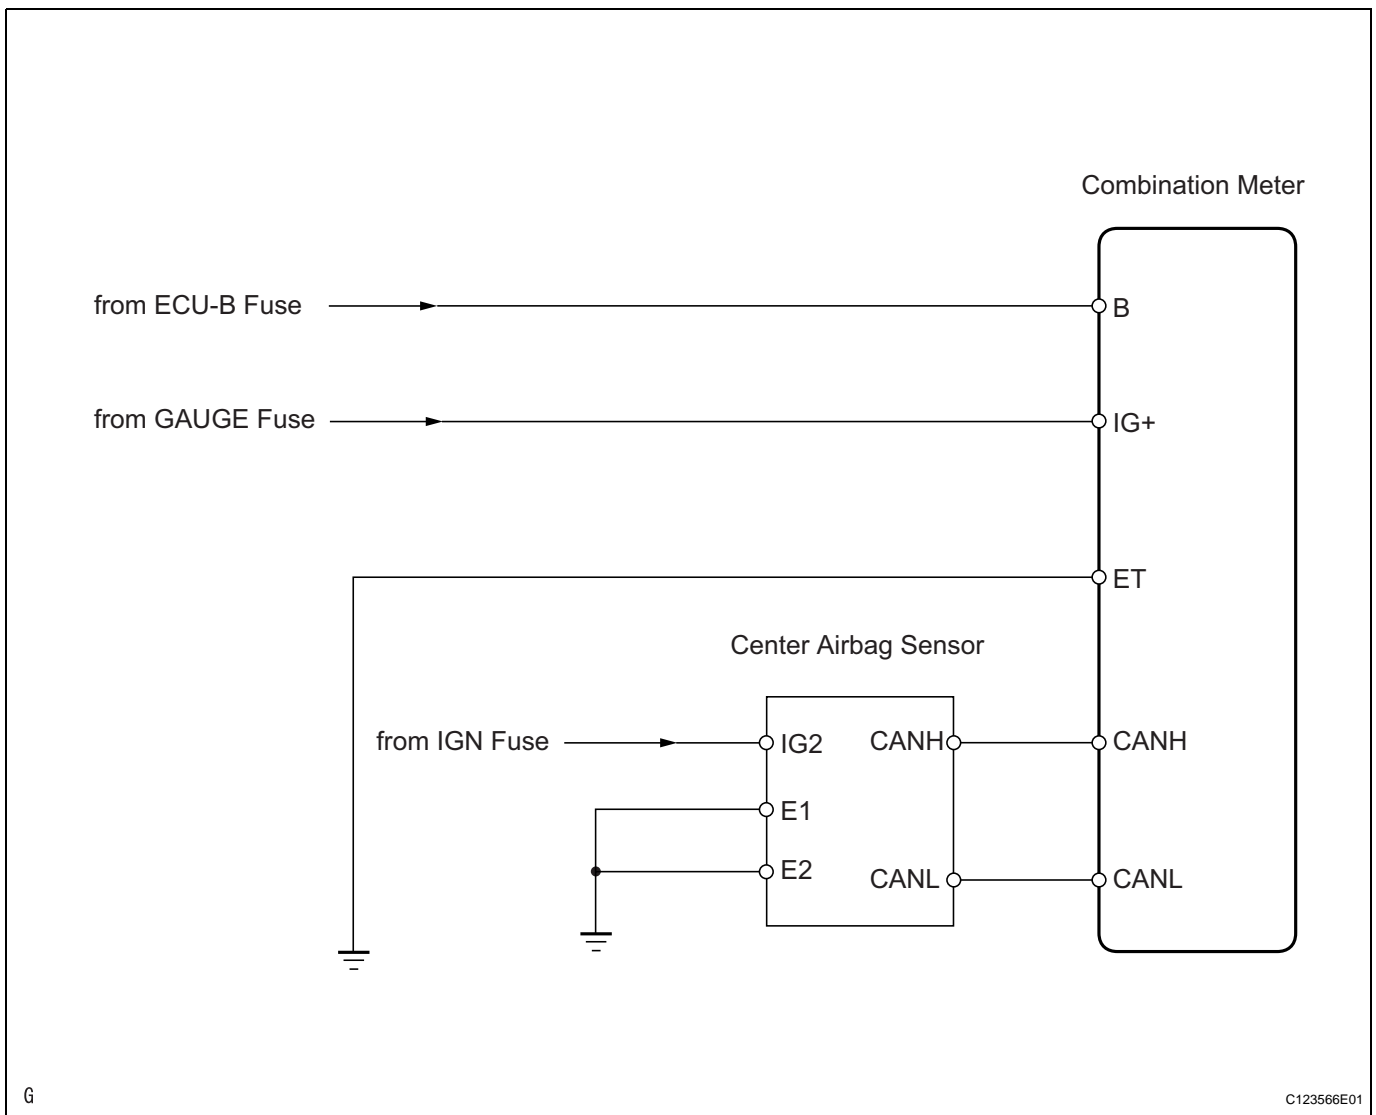 Combination Meter
from ECU-B Fuse
B
from GAUGE Fuse
IG+
ET
Center Airbag Sensor
from IGN Fuse
IG2
CANH
CANH
E1
E2
CANL
CANL
G
C123566E01